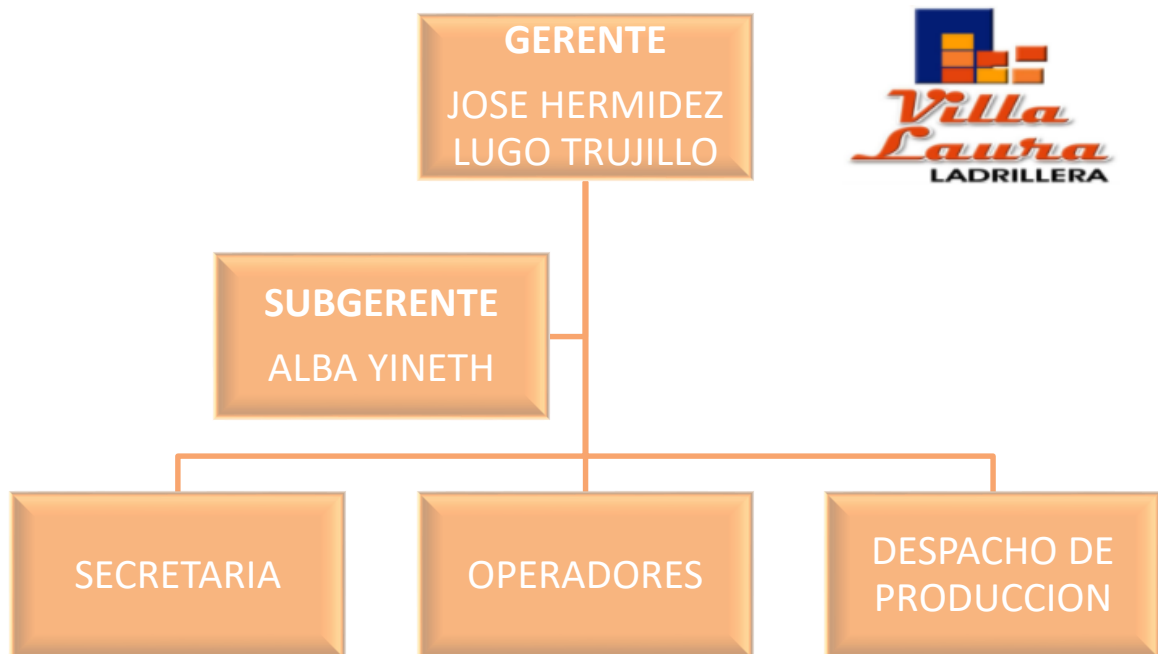 GERENTE
JOSE HERMIDEZ
LUGO TRUJILLO
Villa
Laura
LADRILLERA
SUBGERENTE
ALBA YINETH
SECRETARIA
OPERADORES
DESPACHO DE
PRODUCCION